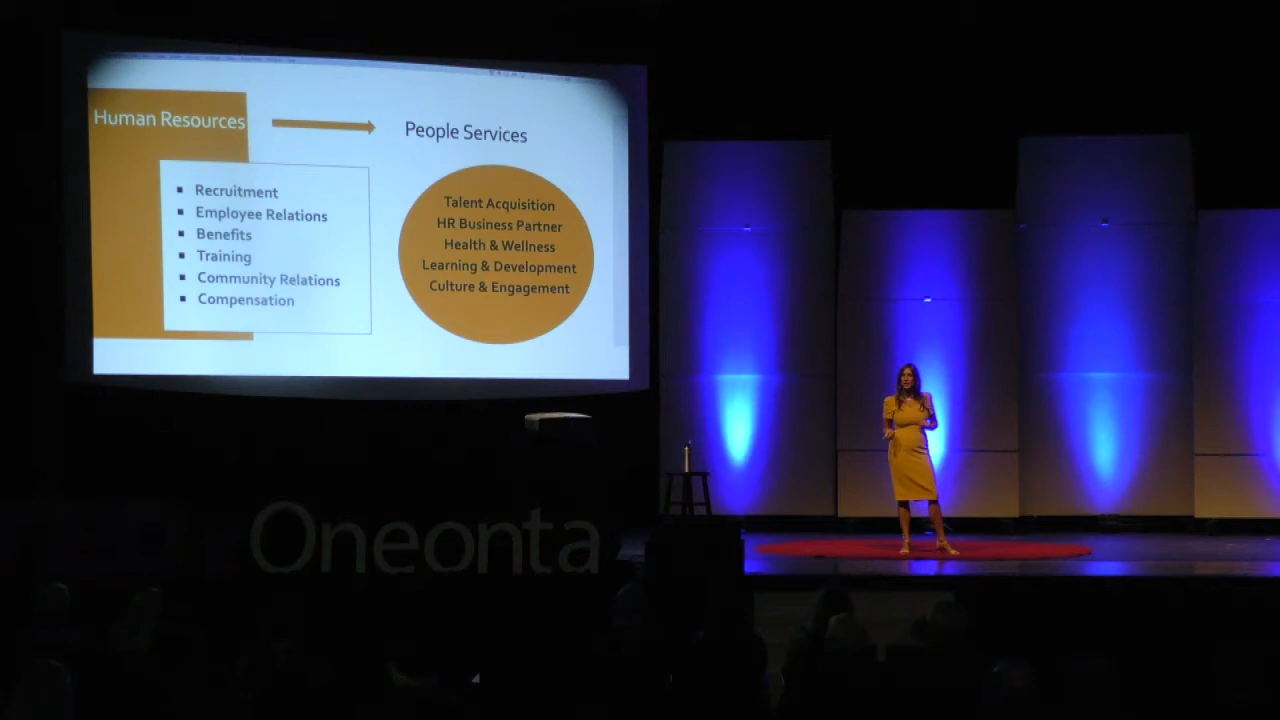 Human Resources
People Services
Recruitment
Employee Relations
Benefits
Training
Community Relations
Compensation
Talent Acquisition
HR Business Partner
Health & Wellness
Learning & Development
Culture & Engagement
Oneonta